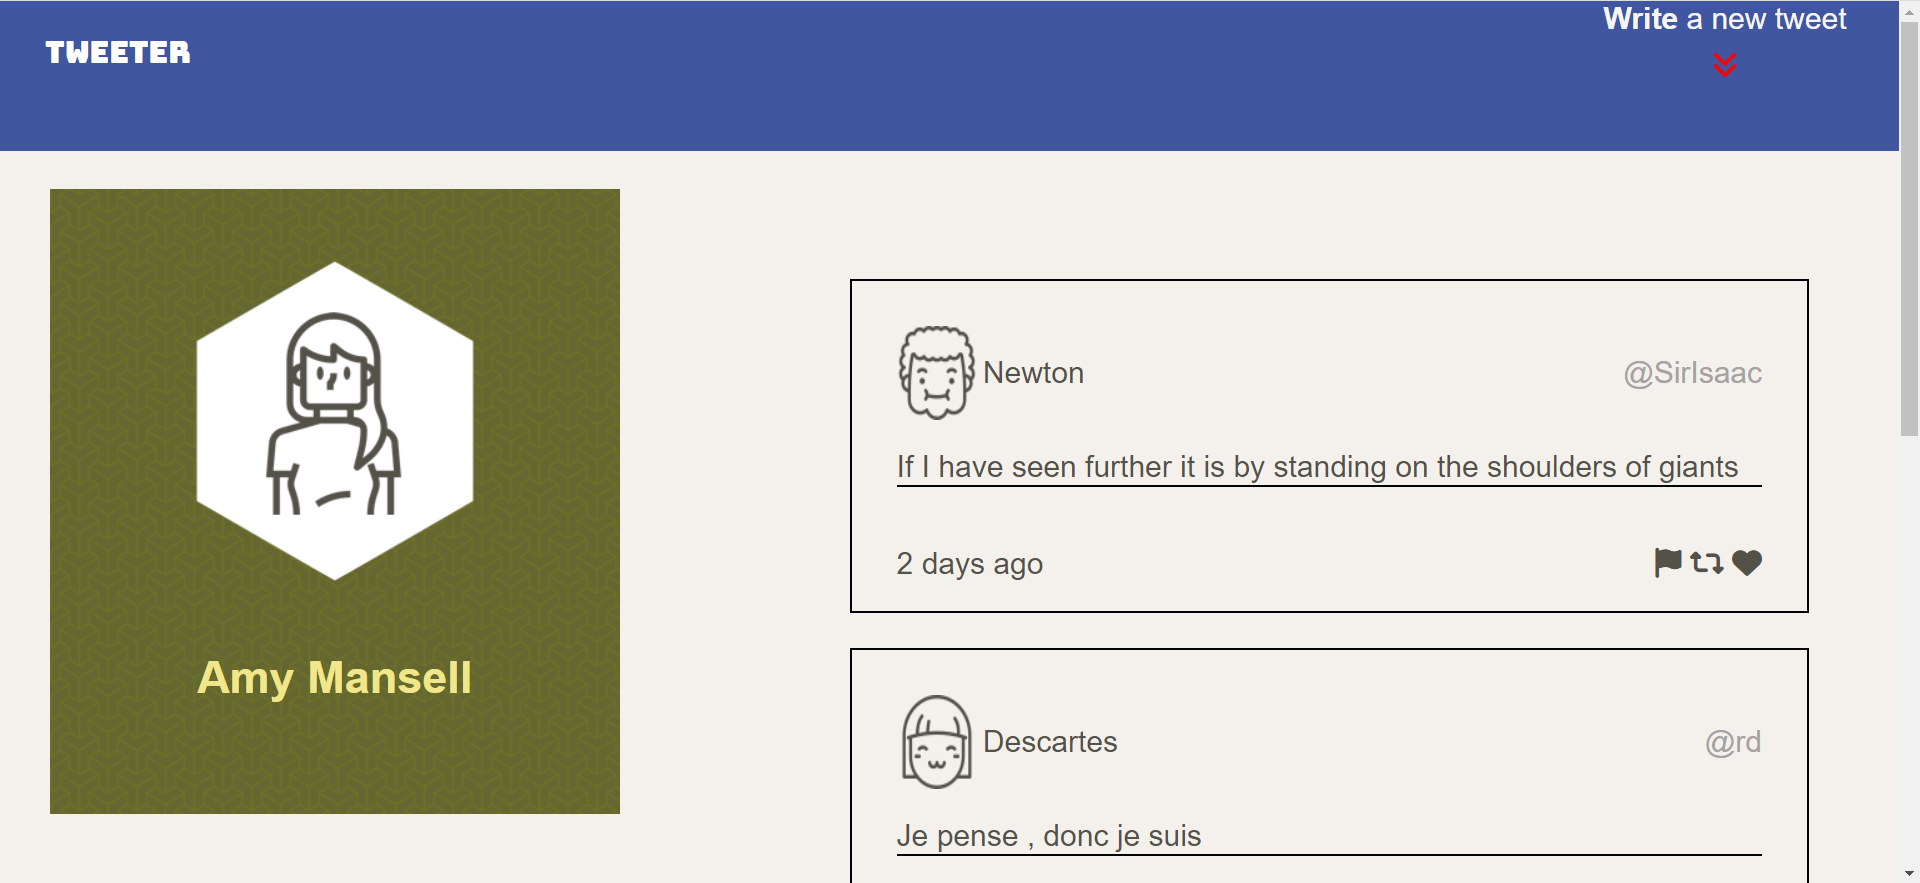 TWEETER
Write a new tweet
Amy Mansell
Newton
@SirIsaac
If I have seen further it is by standing on the shoulders of giants
2 days ago
Descartes
@rd
Je pense , donc je suis